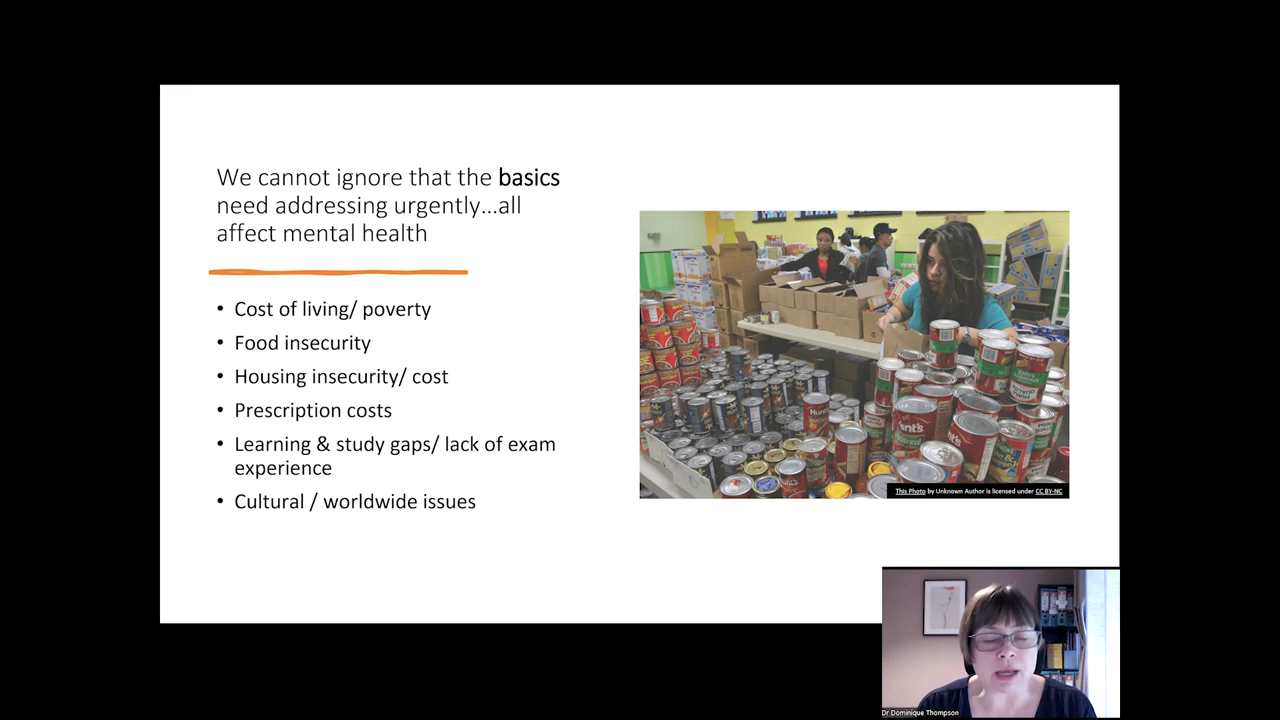 We cannot ignore that the basics
need addressing urgently...all
affect mental health
• Cost of living/ poverty
• Food insecurity
• Housing insecurity/ cost
• Prescription costs
• Learning & study gaps/ lack of exam
experience
• Cultural / worldwide issues
This Photo by Unknown Author is licensed under CC BY-NC
Dr Dominique Thompson